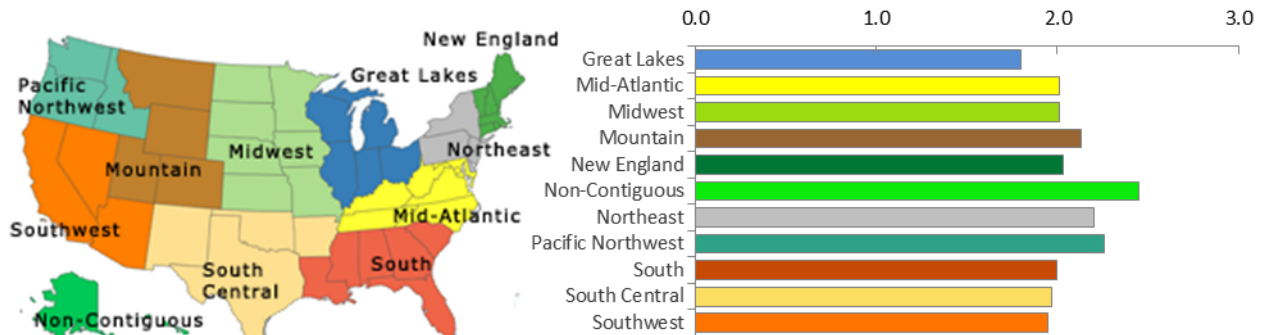 New England
Great Lakes
Pacific
Northwest
Midwest
Northeast
Mountain
Mid-Atlantic
Southwest
South
South
Central
Non-Contiguous
0.0 1.0 2.0 3.0
Great Lakes
Mid-Atlantic
Midwest
Mountain
New England
Non-Contiguous
Northeast
Pacific Northwest
South
South Central
Southwest